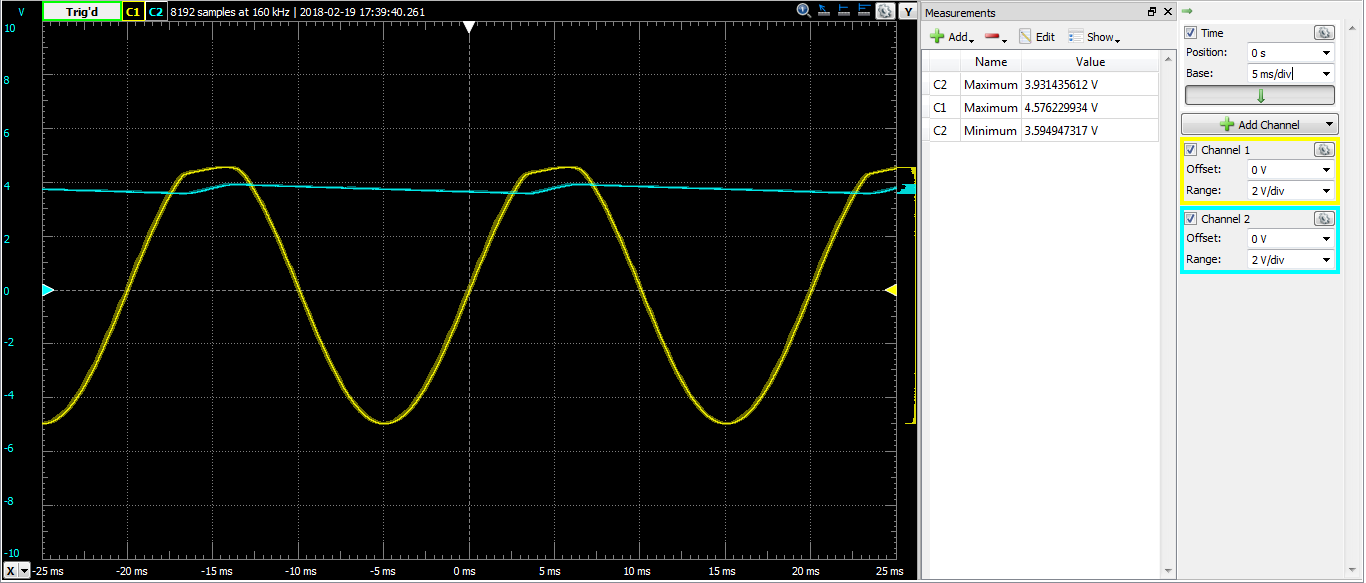 V Trig'd C1 C2 8192 samples at 160 kHz | 2018-02-19 17:39:40.261 Y
10
8
6
4
2
0
-2
-4
-6
-8
-10
X -25 ms -20 ms -15 ms -10 ms -5 ms 0 ms 5 ms 10 ms 15 ms 20 ms 25 ms
Measurements
Add Edit Show
Name Value
C2 Maximum 3.931435612 V
C1 Maximum 4.576229934 V
C2 Minimum 3.594947317 V
Time
Position: 0 s
Base: 5 ms/div
Add Channel
Channel 1
Offset: 0 V
Range: 2 V/div
Channel 2
Offset: 0 V
Range: 2 V/div